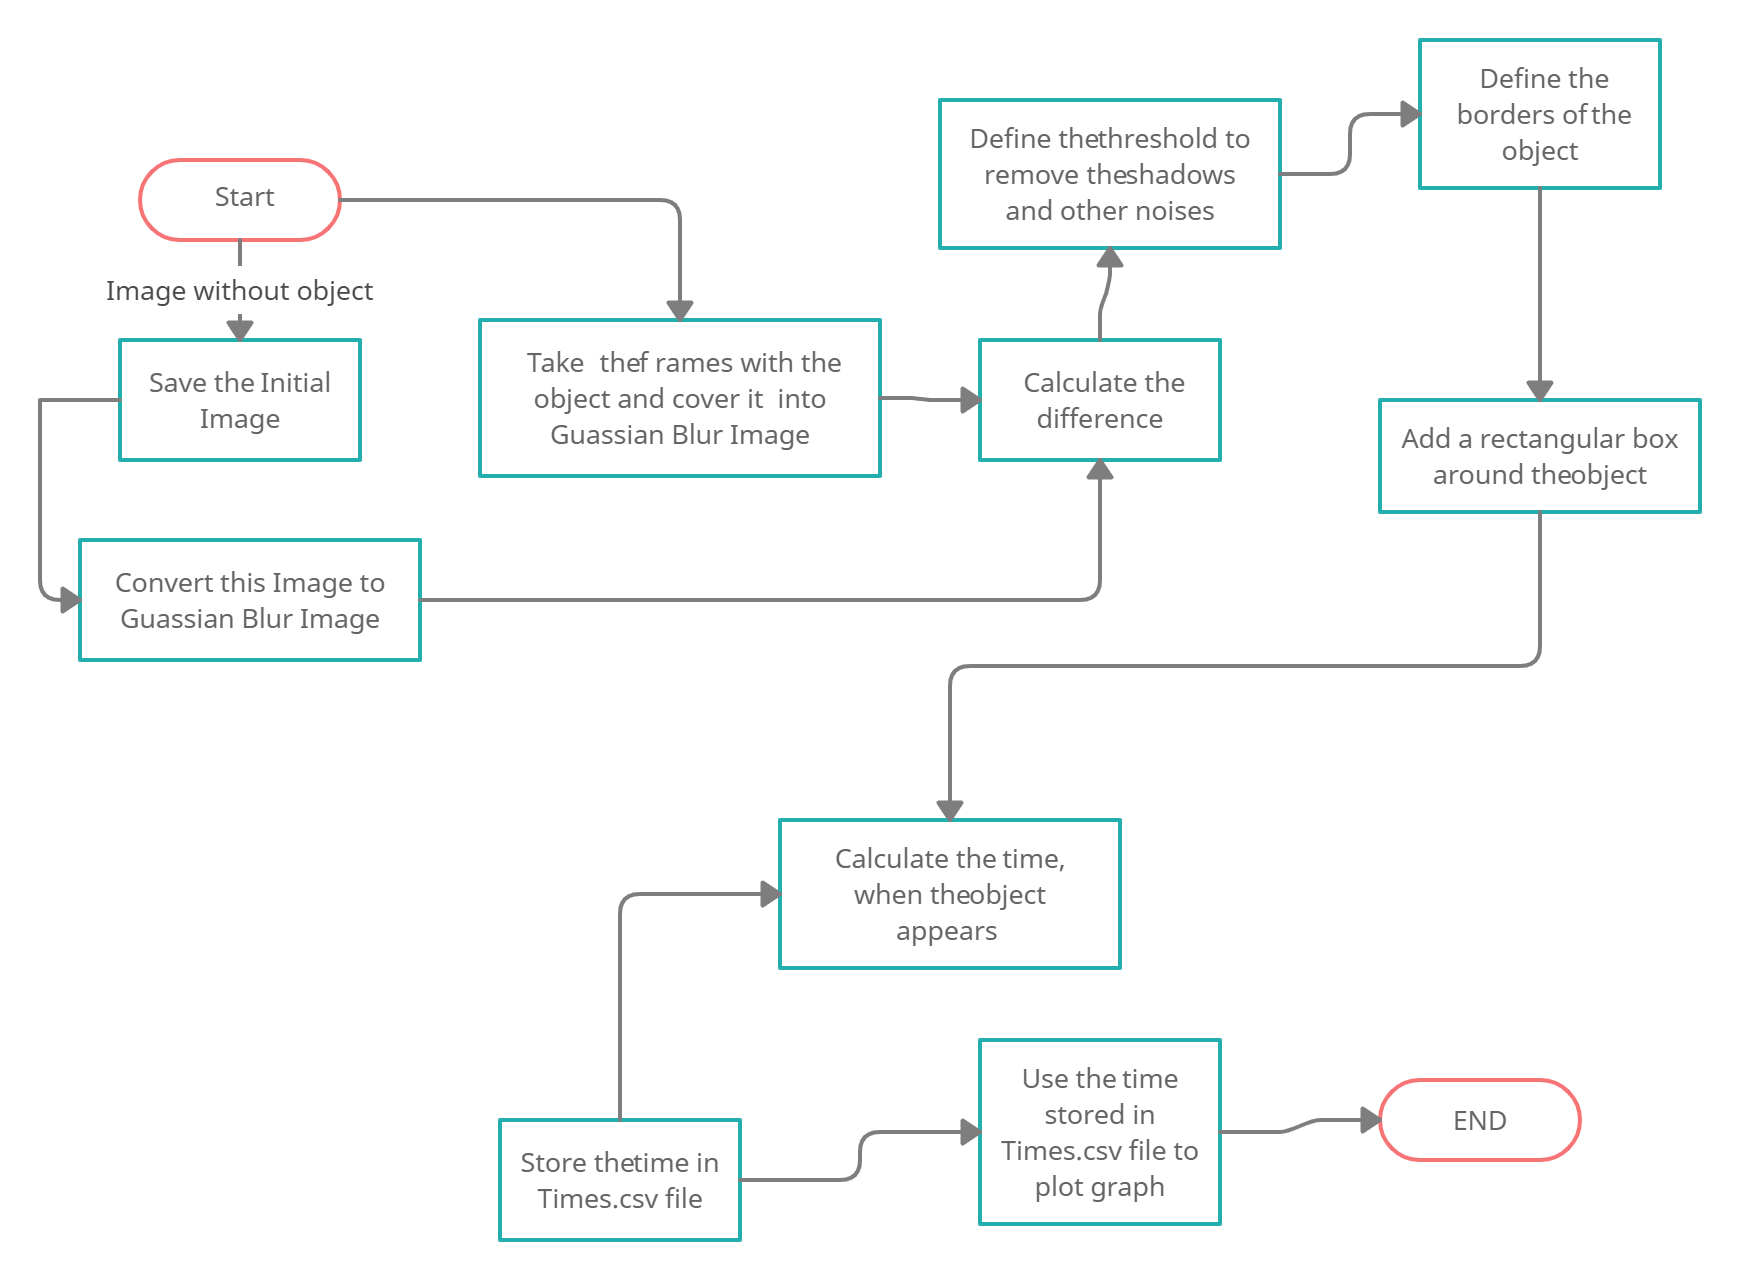 Start
Image without object
Save the Initial
Image
Convert this Image to
Guassian Blur Image
Take thef rames with the
object and cover it into
Guassian Blur Image
Calculate the
difference
Define thethreshold to
remove theshadows
and other noises
Define the
borders of the
object
Add a rectangular box
around theobject
Calculate the time,
when theobject
appears
Store thetime in
Times.csv file
Use the time
stored in
Times.csv file to
plot graph
END